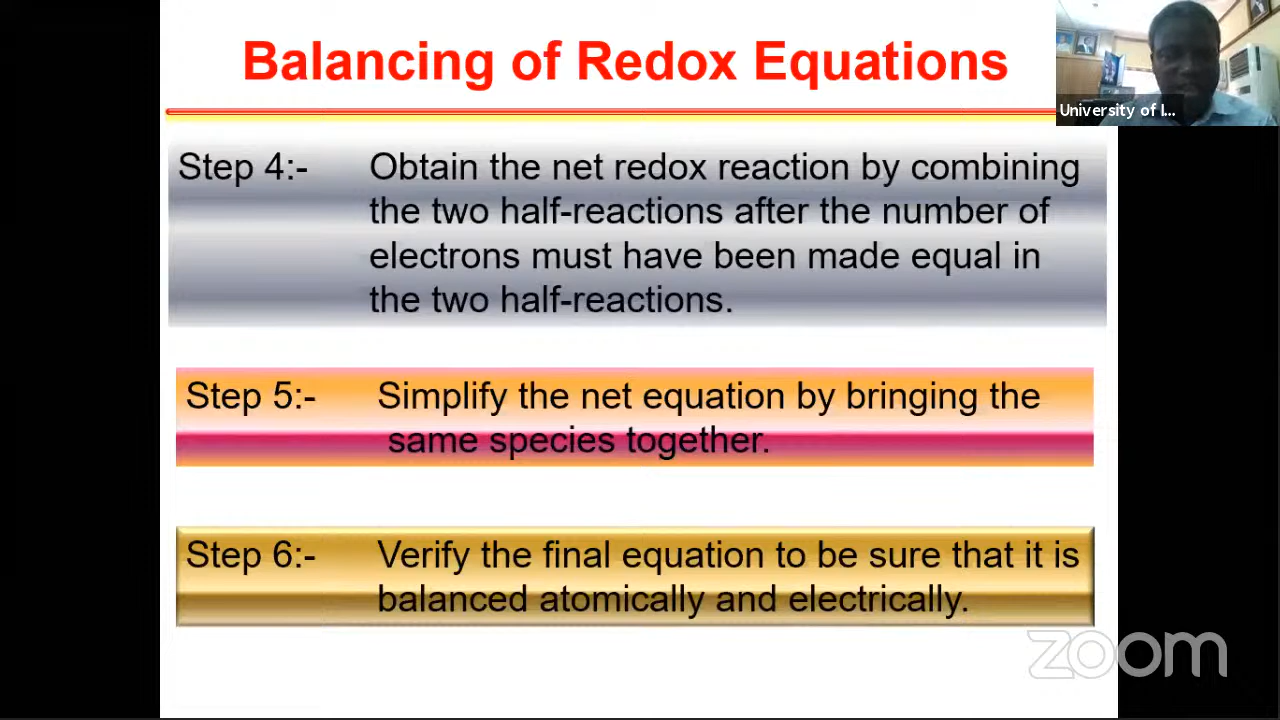 Balancing of Redox Equations
University of I...
Step 4:- Obtain the net redox reaction by combining
the two half-reactions after the number of
electrons must have been made equal in
the two half-reactions.
Step 5:- Simplify the net equation by bringing the
same species together.
Step 6:- Verify the final equation to be sure that it is
balanced atomically and electrically.
zoom